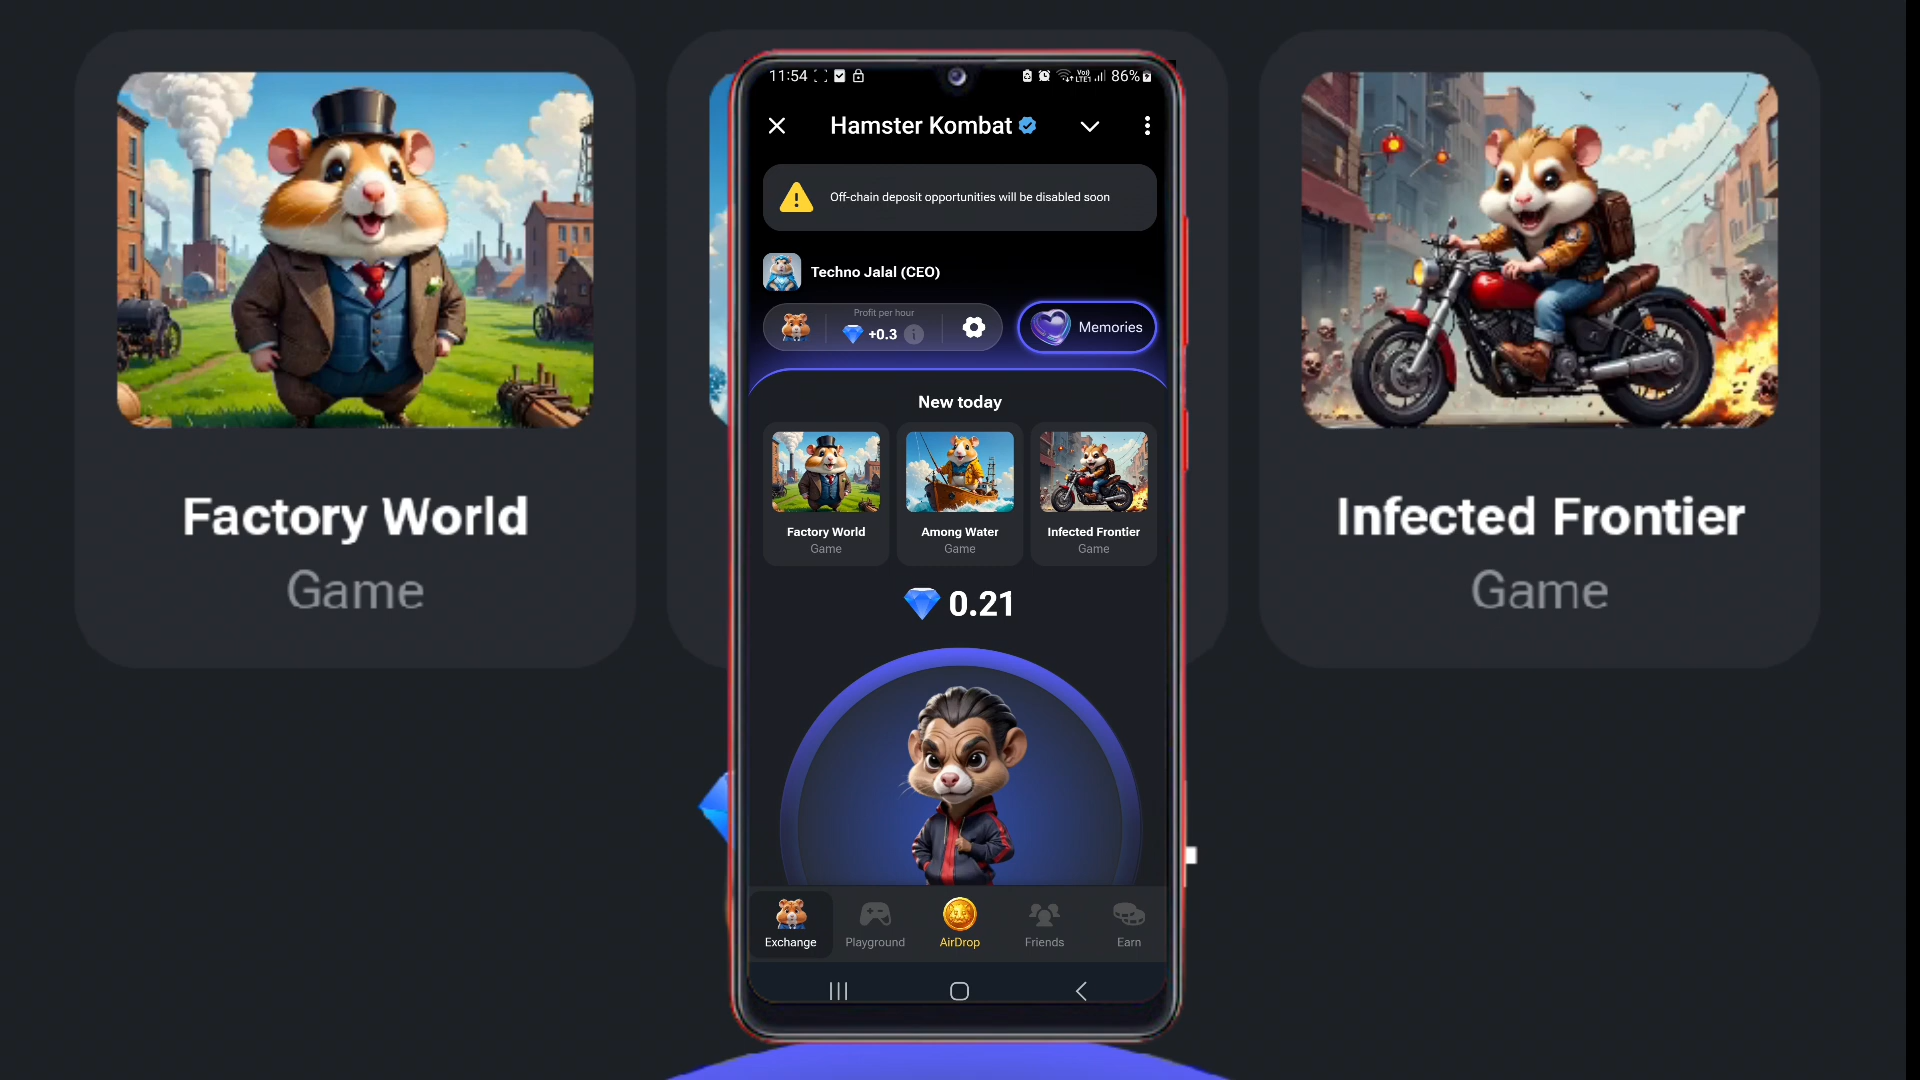 11:54
Vo))
LTE1
86%
Hamster Kombat
Off-chain deposit opportunities will be disabled soon
Techno Jalal (CEO)
Profit per hour
+0.3
Memories
New today
Factory World
Game
Among Water
Game
Infected Frontier
Game
0.21
Exchange
Playground
AirDrop
Friends
Earn
Factory World
Game
Infected Frontier
Game